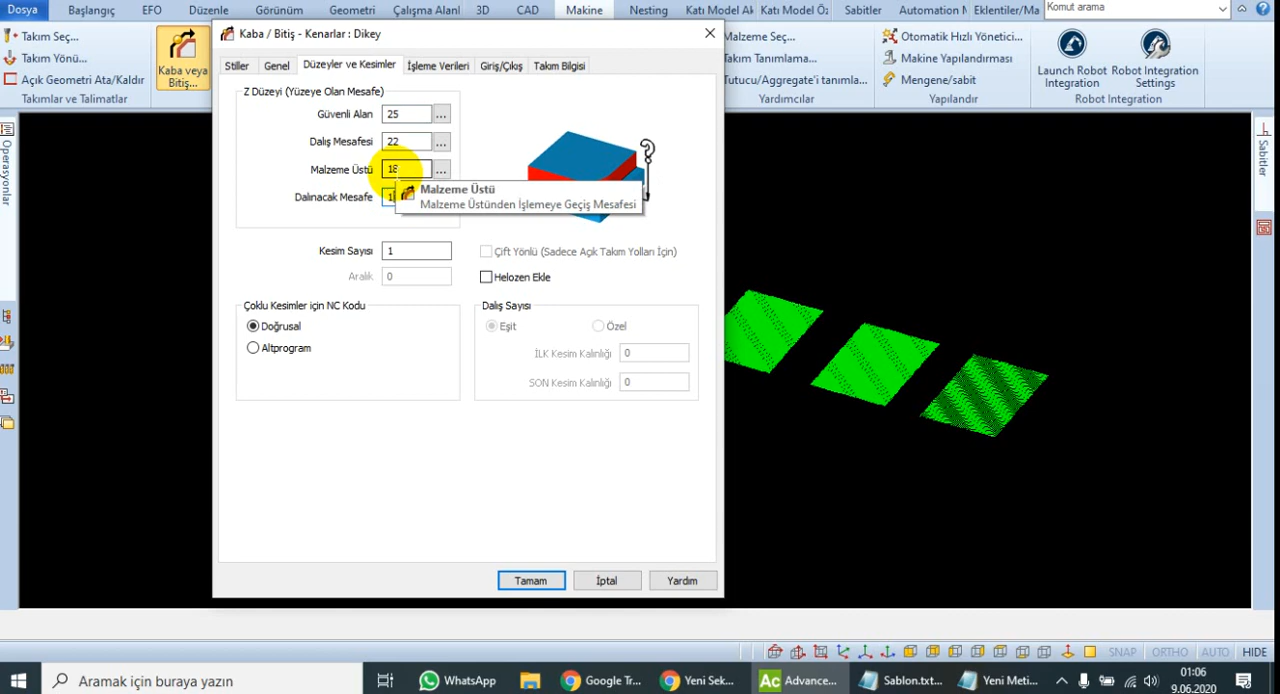 Dosya Başlangıç EFO Düzenle Görünüm Geometri Çalışma Alanl 3D CAD Makine Nesting Katı Model Ak Katı Model Öz Sabitler Automation M Eklentiler/Ma Komut arama
Takım Seç...
Takım Yönü...
Açık Geometri Ata/Kaldır
Takımlar ve Talimatlar
Kaba veya
Bitiş...
Malzeme Seç...
Takım Tanımlama...
Tutucu/Aggregate'i tanımla...
Yardımcılar
Otomatik Hızlı Yönetici...
Makine Yapılandırması
Mengene/sabit
Yapılandır
Launch Robot
Integration
Robot Integration
Settings
Robot Integration
Operasyonlar
Sabitler
Kaba / Bitiş - Kenarlar : Dikey
Stiller Genel Düzeyler ve Kesimler İşleme Verileri Giriş/Çıkış Takım Bilgisi
Z Düzeyi (Yüzeye Olan Mesafe)
Güvenli Alan 25 ...
Dalış Mesafesi 22 ...
Malzeme Üstü 18 ...
Dalınacak Mesafe
Malzeme Üstü
Malzeme Üstünden İşlemeye Geçiş Mesafesi
Kesim Sayısı 1
Aralık 0
Çift Yönlü (Sadece Açık Takım Yolları İçin)
Helozen Ekle
Çoklu Kesimler için NC Kodu
Doğrusal
Altprogram
Dalış Sayısı
Eşit Özel
İLK Kesim Kalınlığı 0
SON Kesim Kalınlığı 0
Tamam İptal Yardım
SNAP ORTHO AUTO HIDE
Aramak için buraya yazın
WhatsApp
Google Tr...
Yeni Sek...
Ac Advance...
Sablon.txt...
Yeni Meti...
01:06
9.06.2020